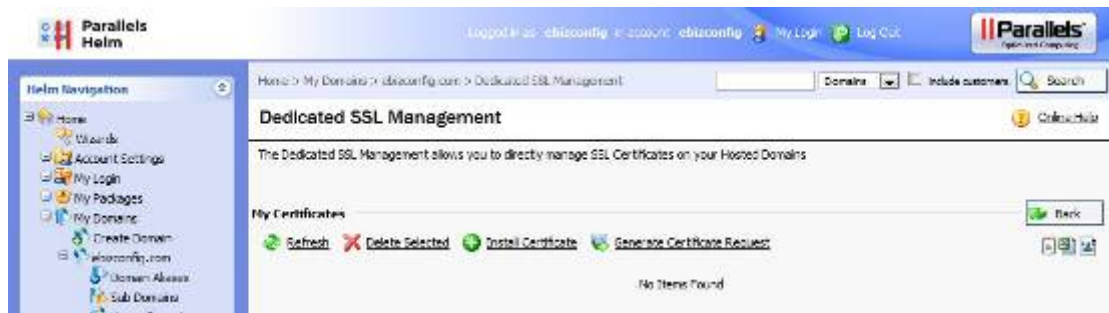 Parallels
Helm
Logged in as ebizconfig in account ebizconfig My Login Log Out
Parallels
Optimized Computing
Helm Navigation
Home
Wizards
Account Settings
My Login
My Packages
My Domains
Create Domain
ebizconfig.com
Domain Aliases
Sub Domains
Home > My Domains > ebizconfig.com > Dedicated SSL Management
Domains
Include customers
Search
Dedicated SSL Management
Online Help
The Dedicated SSL Management allows you to directly manage SSL Certificates on your Hosted Domains
My Certificates
Back
Refresh Delete Selected Install Certificate Generate Certificate Request
No Items Found